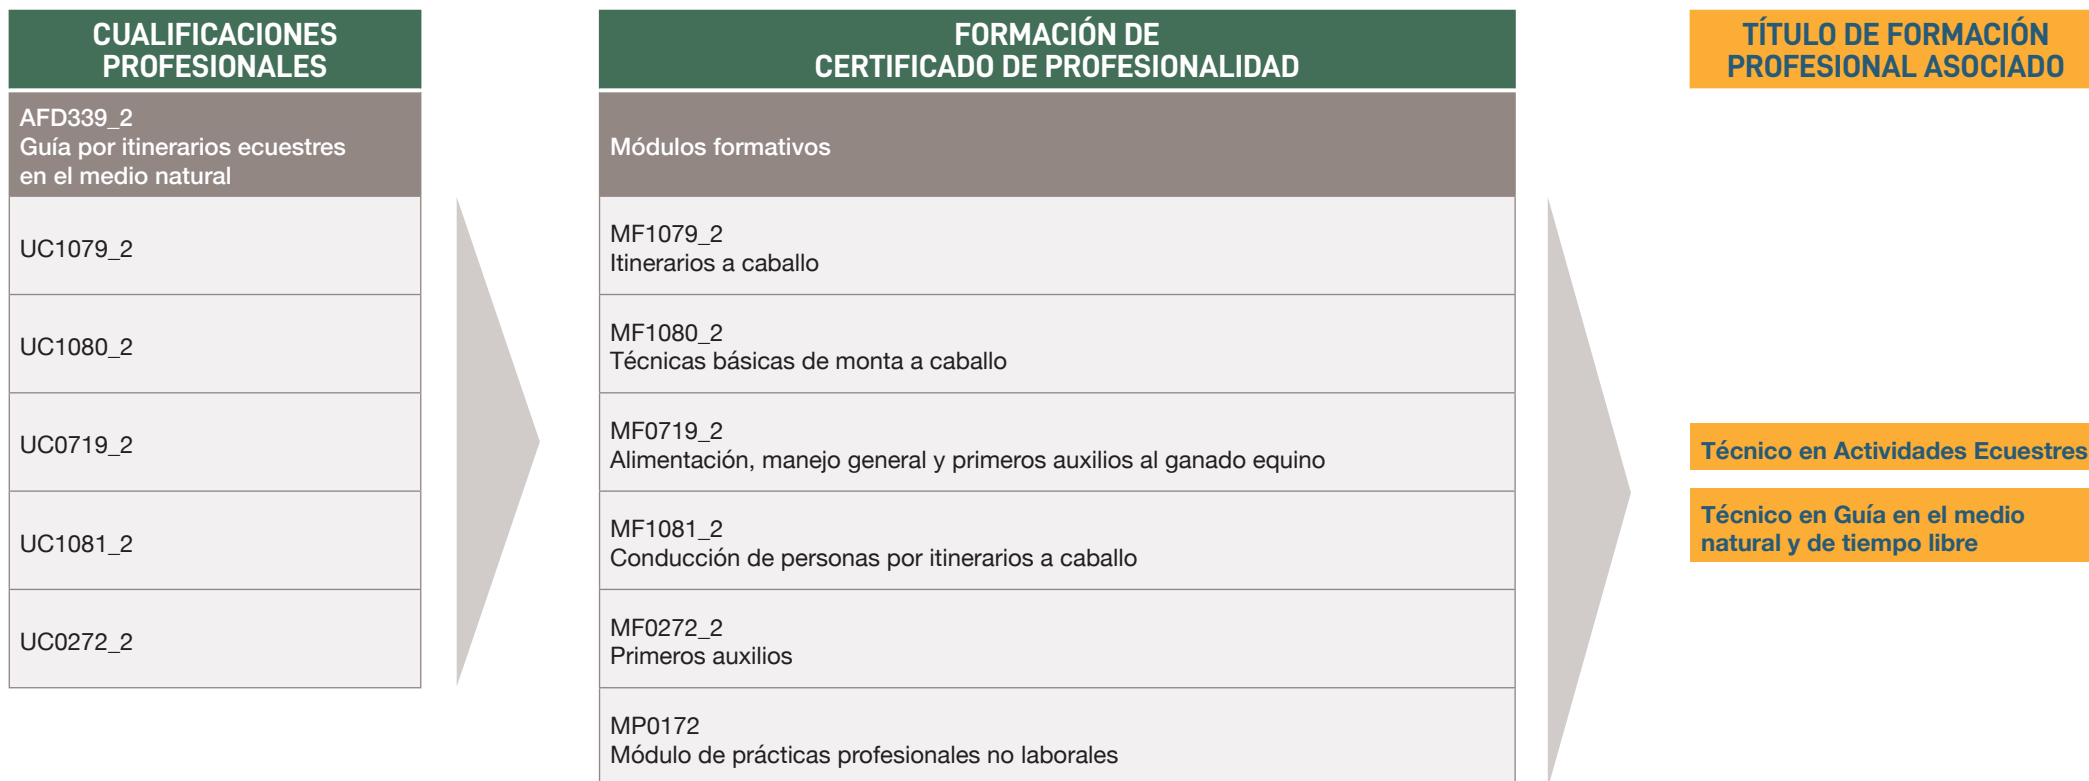 CUALIFICACIONES
PROFESIONALES
AFD339_2
Guía por itinerarios ecuestres
en el medio natural
UC1079_2
UC1080_2
UC0719_2
UC1081_2
UC0272_2
FORMACIÓN DE
CERTIFICADO DE PROFESIONALIDAD
Módulos formativos
MF1079_2
Itinerarios a caballo
MF1080_2
Técnicas básicas de monta a caballo
MF0719_2
Alimentación, manejo general y primeros auxilios al ganado equino
MF1081_2
Conducción de personas por itinerarios a caballo
MF0272_2
Primeros auxilios
MP0172
Módulo de prácticas profesionales no laborales
TÍTULO DE FORMACIÓN
PROFESIONAL ASOCIADO
Técnico en Actividades Ecuestres
Técnico en Guía en el medio
natural y de tiempo libre